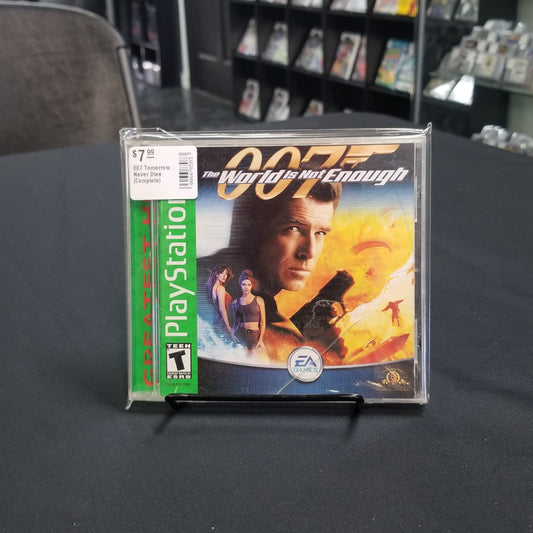 $7.99
007 Tomorrow
Never Dies
(Complete)
007
The World Is Not Enough
PlayStation
GREATEST H
TEEN
T
ESRB
EA
GAMES